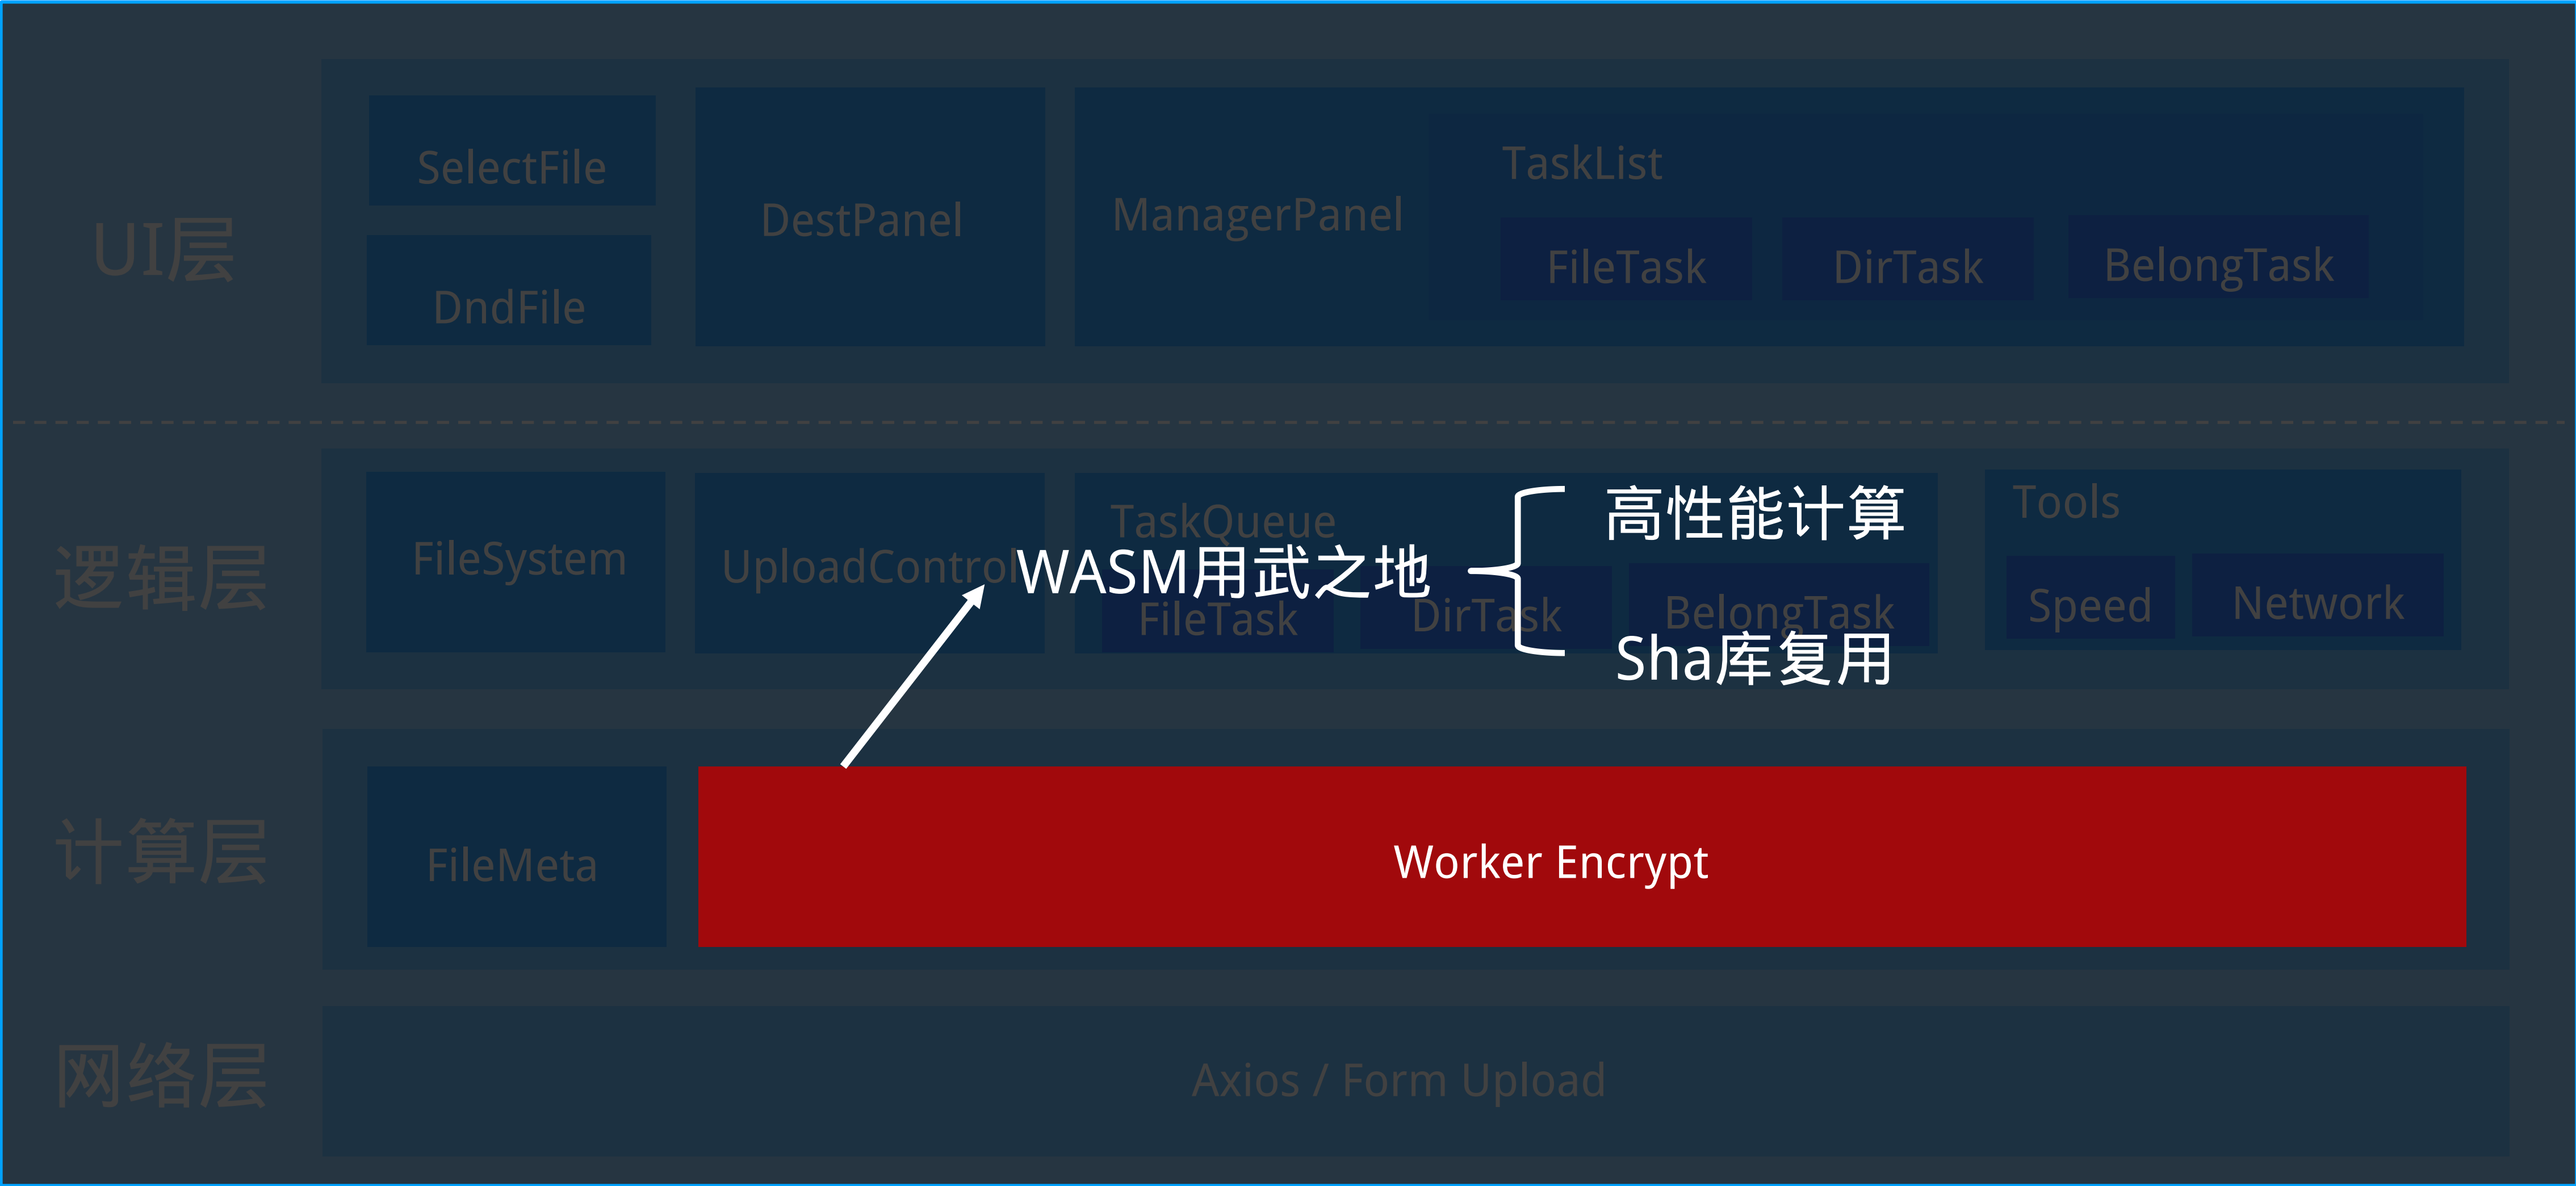 UI层
SelectFile
DndFile
DestPanel
ManagerPanel
TaskList
FileTask
DirTask
BelongTask
逻辑层
FileSystem
UploadControl
TaskQueue
FileTask
DirTask
BelongTask
Tools
Speed
Network
WASM用武之地
高性能计算
Sha库复用
计算层
FileMeta
Worker Encrypt
网络层
Axios / Form Upload